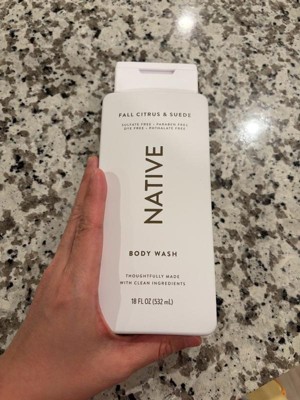 FALL CITRUS & SUEDE
SULFATE FREE • PARABEN FREE
DYE FREE • PHTHALATE FREE
NATIVE
BODY WASH
THOUGHTFULLY MADE
WITH CLEAN INGREDIENTS
18 FL OZ (532 mL)